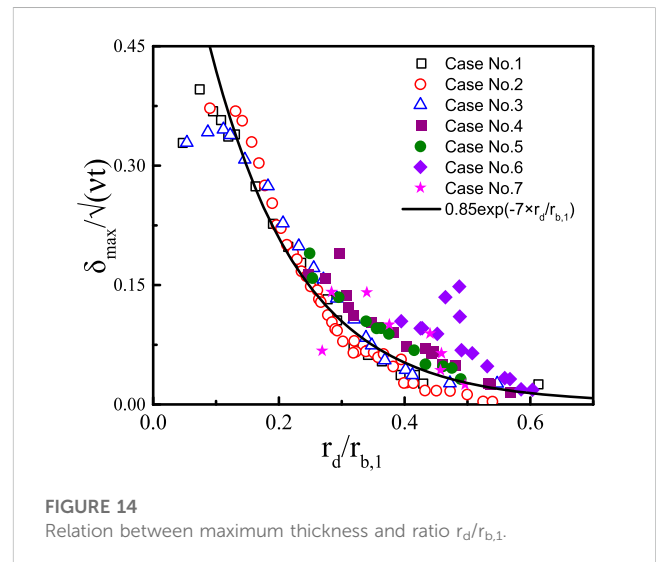 0.45
0.30
0.15
0.00
δmax/√(νt)
Case No.1
Case No.2
Case No.3
Case No.4
Case No.5
Case No.6
Case No.7
0.85exp(-7×rd/rb,1)
0.0 0.2 0.4 0.6
rd/rb,1
FIGURE 14
Relation between maximum thickness and ratio rd/rb,1.